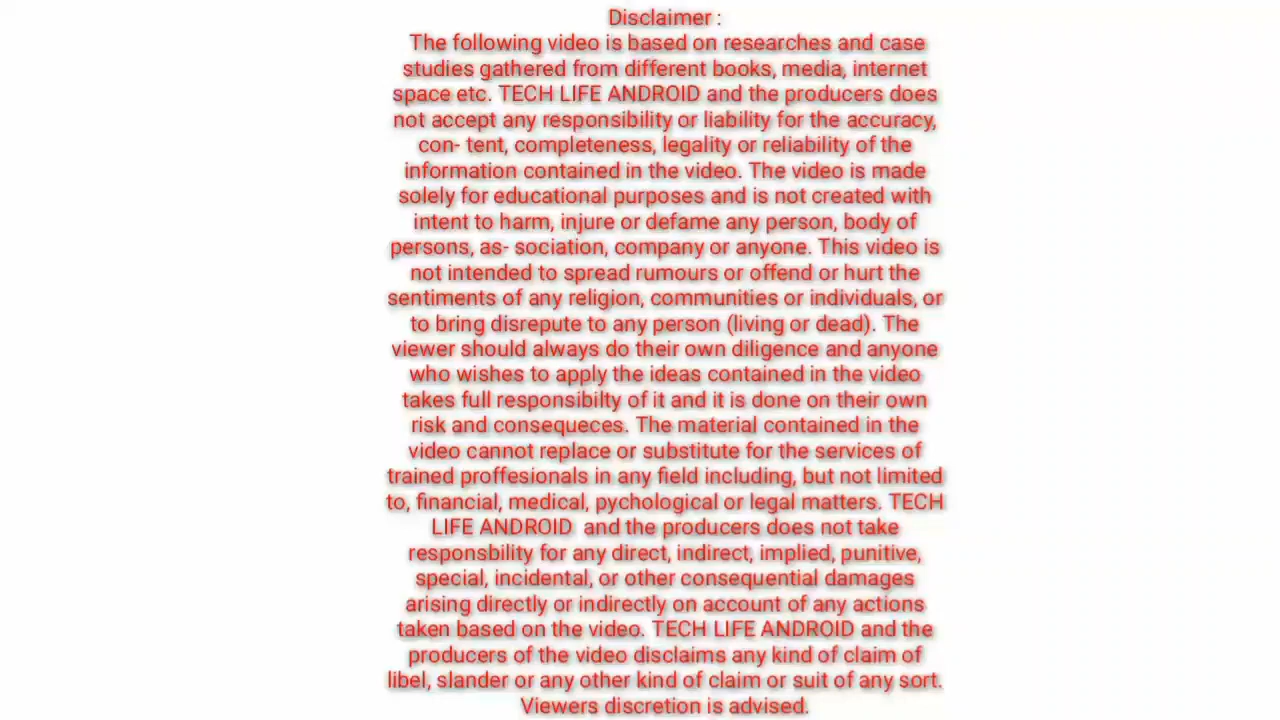 Disclaimer :
The following video is based on researches and case
studies gathered from different books, media, internet
space etc. TECH LIFE ANDROID and the producers does
not accept any responsibility or liability for the accuracy,
con- tent, completeness, legality or reliability of the
information contained in the video. The video is made
solely for educational purposes and is not created with
intent to harm, injure or defame any person, body of
persons, as- sociation, company or anyone. This video is
not intended to spread rumours or offend or hurt the
sentiments of any religion, communities or individuals, or
to bring disrepute to any person (living or dead). The
viewer should always do their own diligence and anyone
who wishes to apply the ideas contained in the video
takes full responsibilty of it and it is done on their own
risk and consequeces. The material contained in the
video cannot replace or substitute for the services of
trained proffesionals in any field including, but not limited
to, financial, medical, pychological or legal matters. TECH
LIFE ANDROID  and the producers does not take
responsbility for any direct, indirect, implied, punitive,
special, incidental, or other consequential damages
arising directly or indirectly on account of any actions
taken based on the video. TECH LIFE ANDROID and the
producers of the video disclaims any kind of claim of
libel, slander or any other kind of claim or suit of any sort.
Viewers discretion is advised.